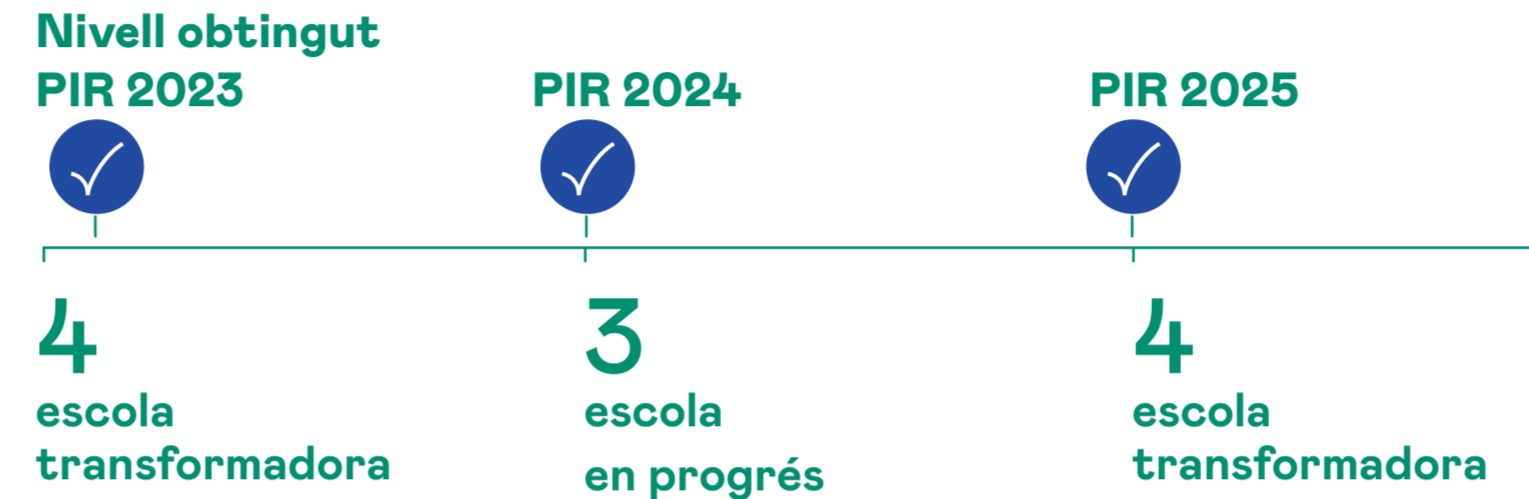 Nivell obtingut
PIR 2023
PIR 2024
PIR 2025
4
escola
transformadora
3
escola
en progrés
4
escola
transformadora